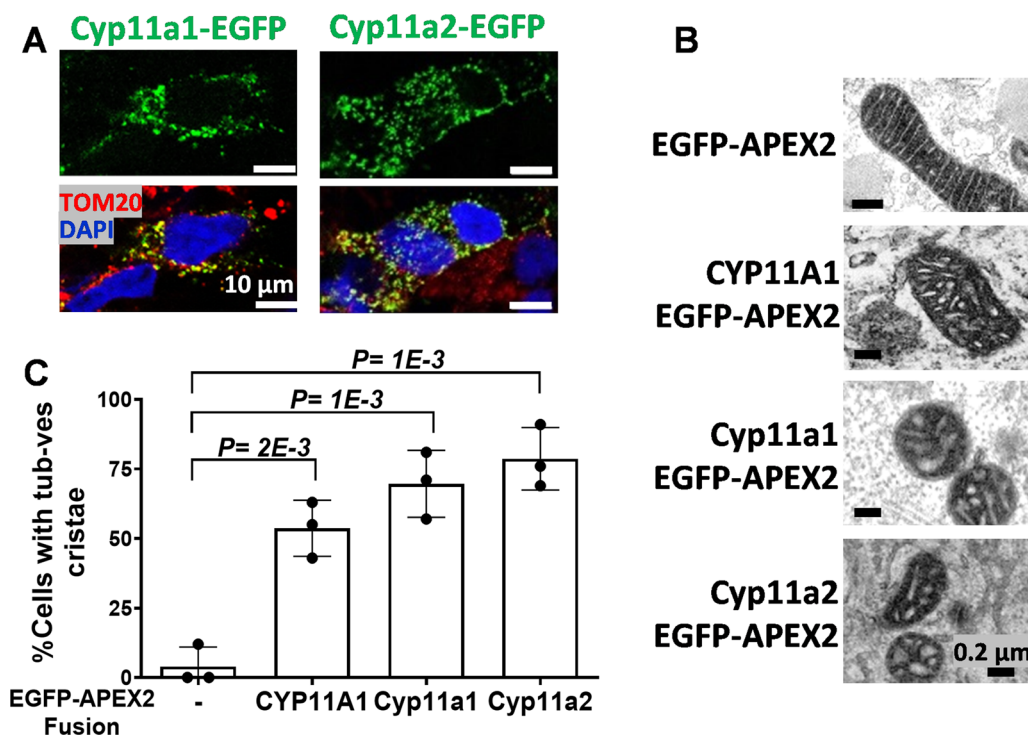 A
Cyp11a1-EGFP
Cyp11a2-EGFP
TOM20
DAPI
10 µm
B
EGFP-APEX2
CYP11A1
EGFP-APEX2
Cyp11a1
EGFP-APEX2
Cyp11a2
EGFP-APEX2
0.2 µm
C
P= 1E-3
P= 1E-3
P= 2E-3
%Cells with tub-ves
cristae
100
75
50
25
0
EGFP-APEX2
Fusion
- CYP11A1 Cyp11a1 Cyp11a2